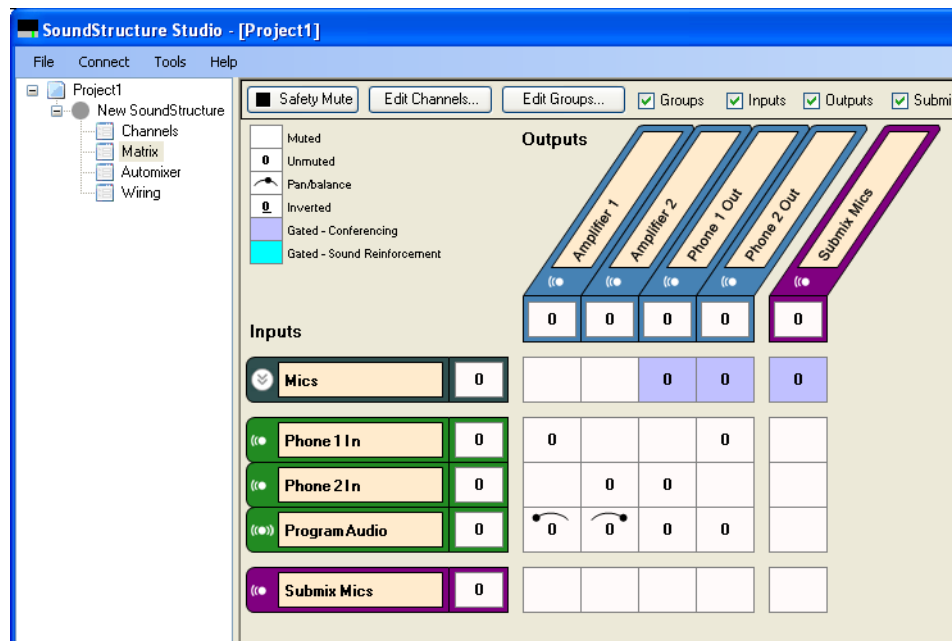 SoundStructure Studio - [Project1]
File Connect Tools Help
Project1
New SoundStructure
Channels
Matrix
Automixer
Wiring
Safety Mute Edit Channels... Edit Groups... Groups Inputs Outputs Submi
Muted
0 Unmuted
Pan/balance
0 Inverted
Gated - Conferencing
Gated - Sound Reinforcement
Outputs
Amplifier 1
Amplifier 2
Phone 1 Out
Phone 2 Out
Submix Mics
0 0 0 0 0
Inputs
Mics 0 0 0 0
Phone 1 In 0 0 0
Phone 2 In 0 0 0
Program Audio 0 0 0 0 0
Submix Mics 0